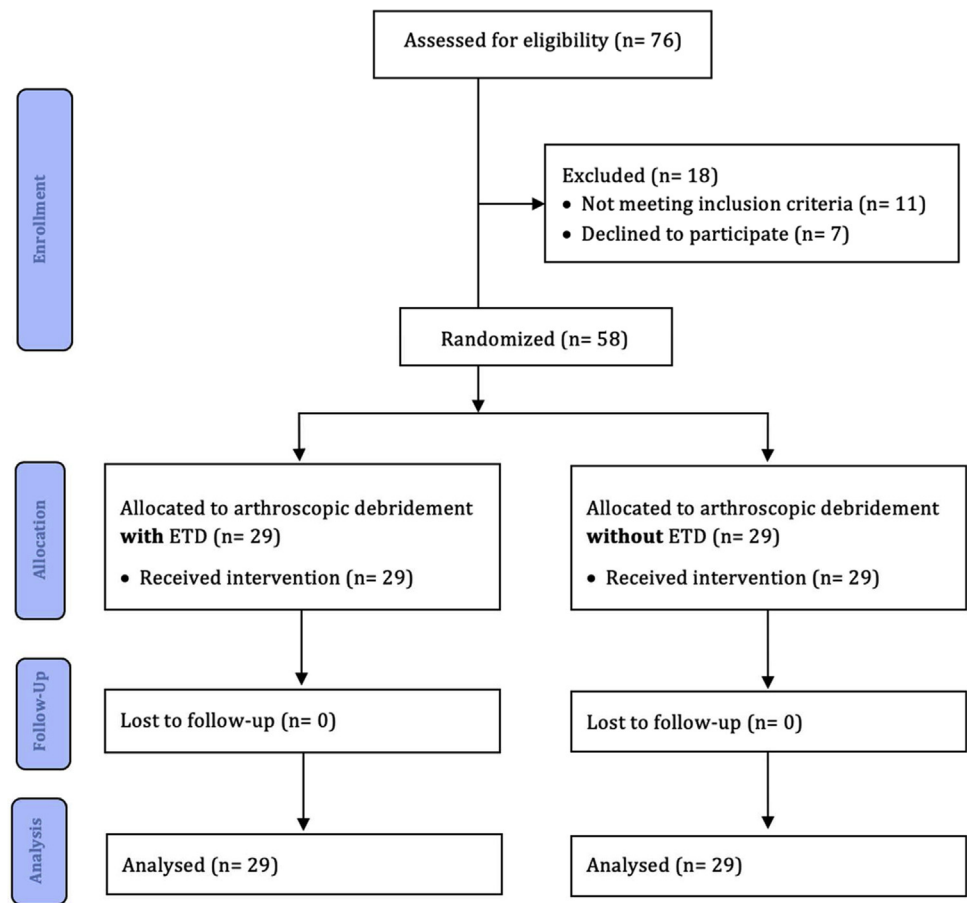 Assessed for eligibility (n= 76)
Enrollment
Excluded (n= 18)
• Not meeting inclusion criteria (n= 11)
• Declined to participate (n= 7)
Randomized (n= 58)
Allocation
Allocated to arthroscopic debridement
with ETD (n= 29)
• Received intervention (n= 29)
Allocated to arthroscopic debridement
without ETD (n= 29)
• Received intervention (n= 29)
Follow-Up
Lost to follow-up (n= 0)
Lost to follow-up (n= 0)
Analysis
Analysed (n= 29)
Analysed (n= 29)